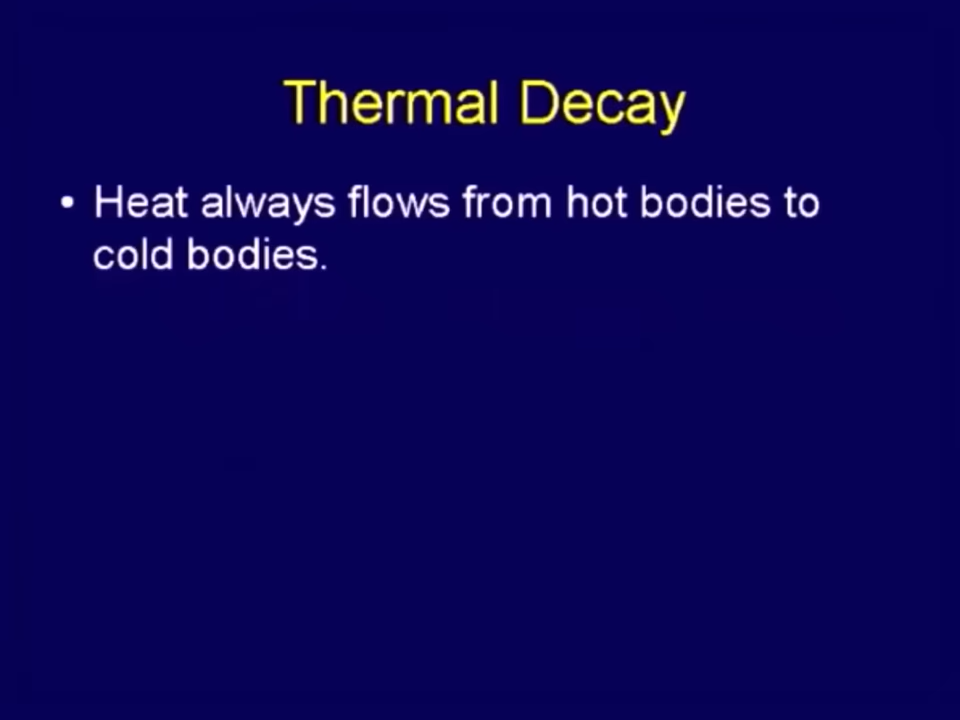 Thermal Decay
• Heat always flows from hot bodies to
cold bodies.